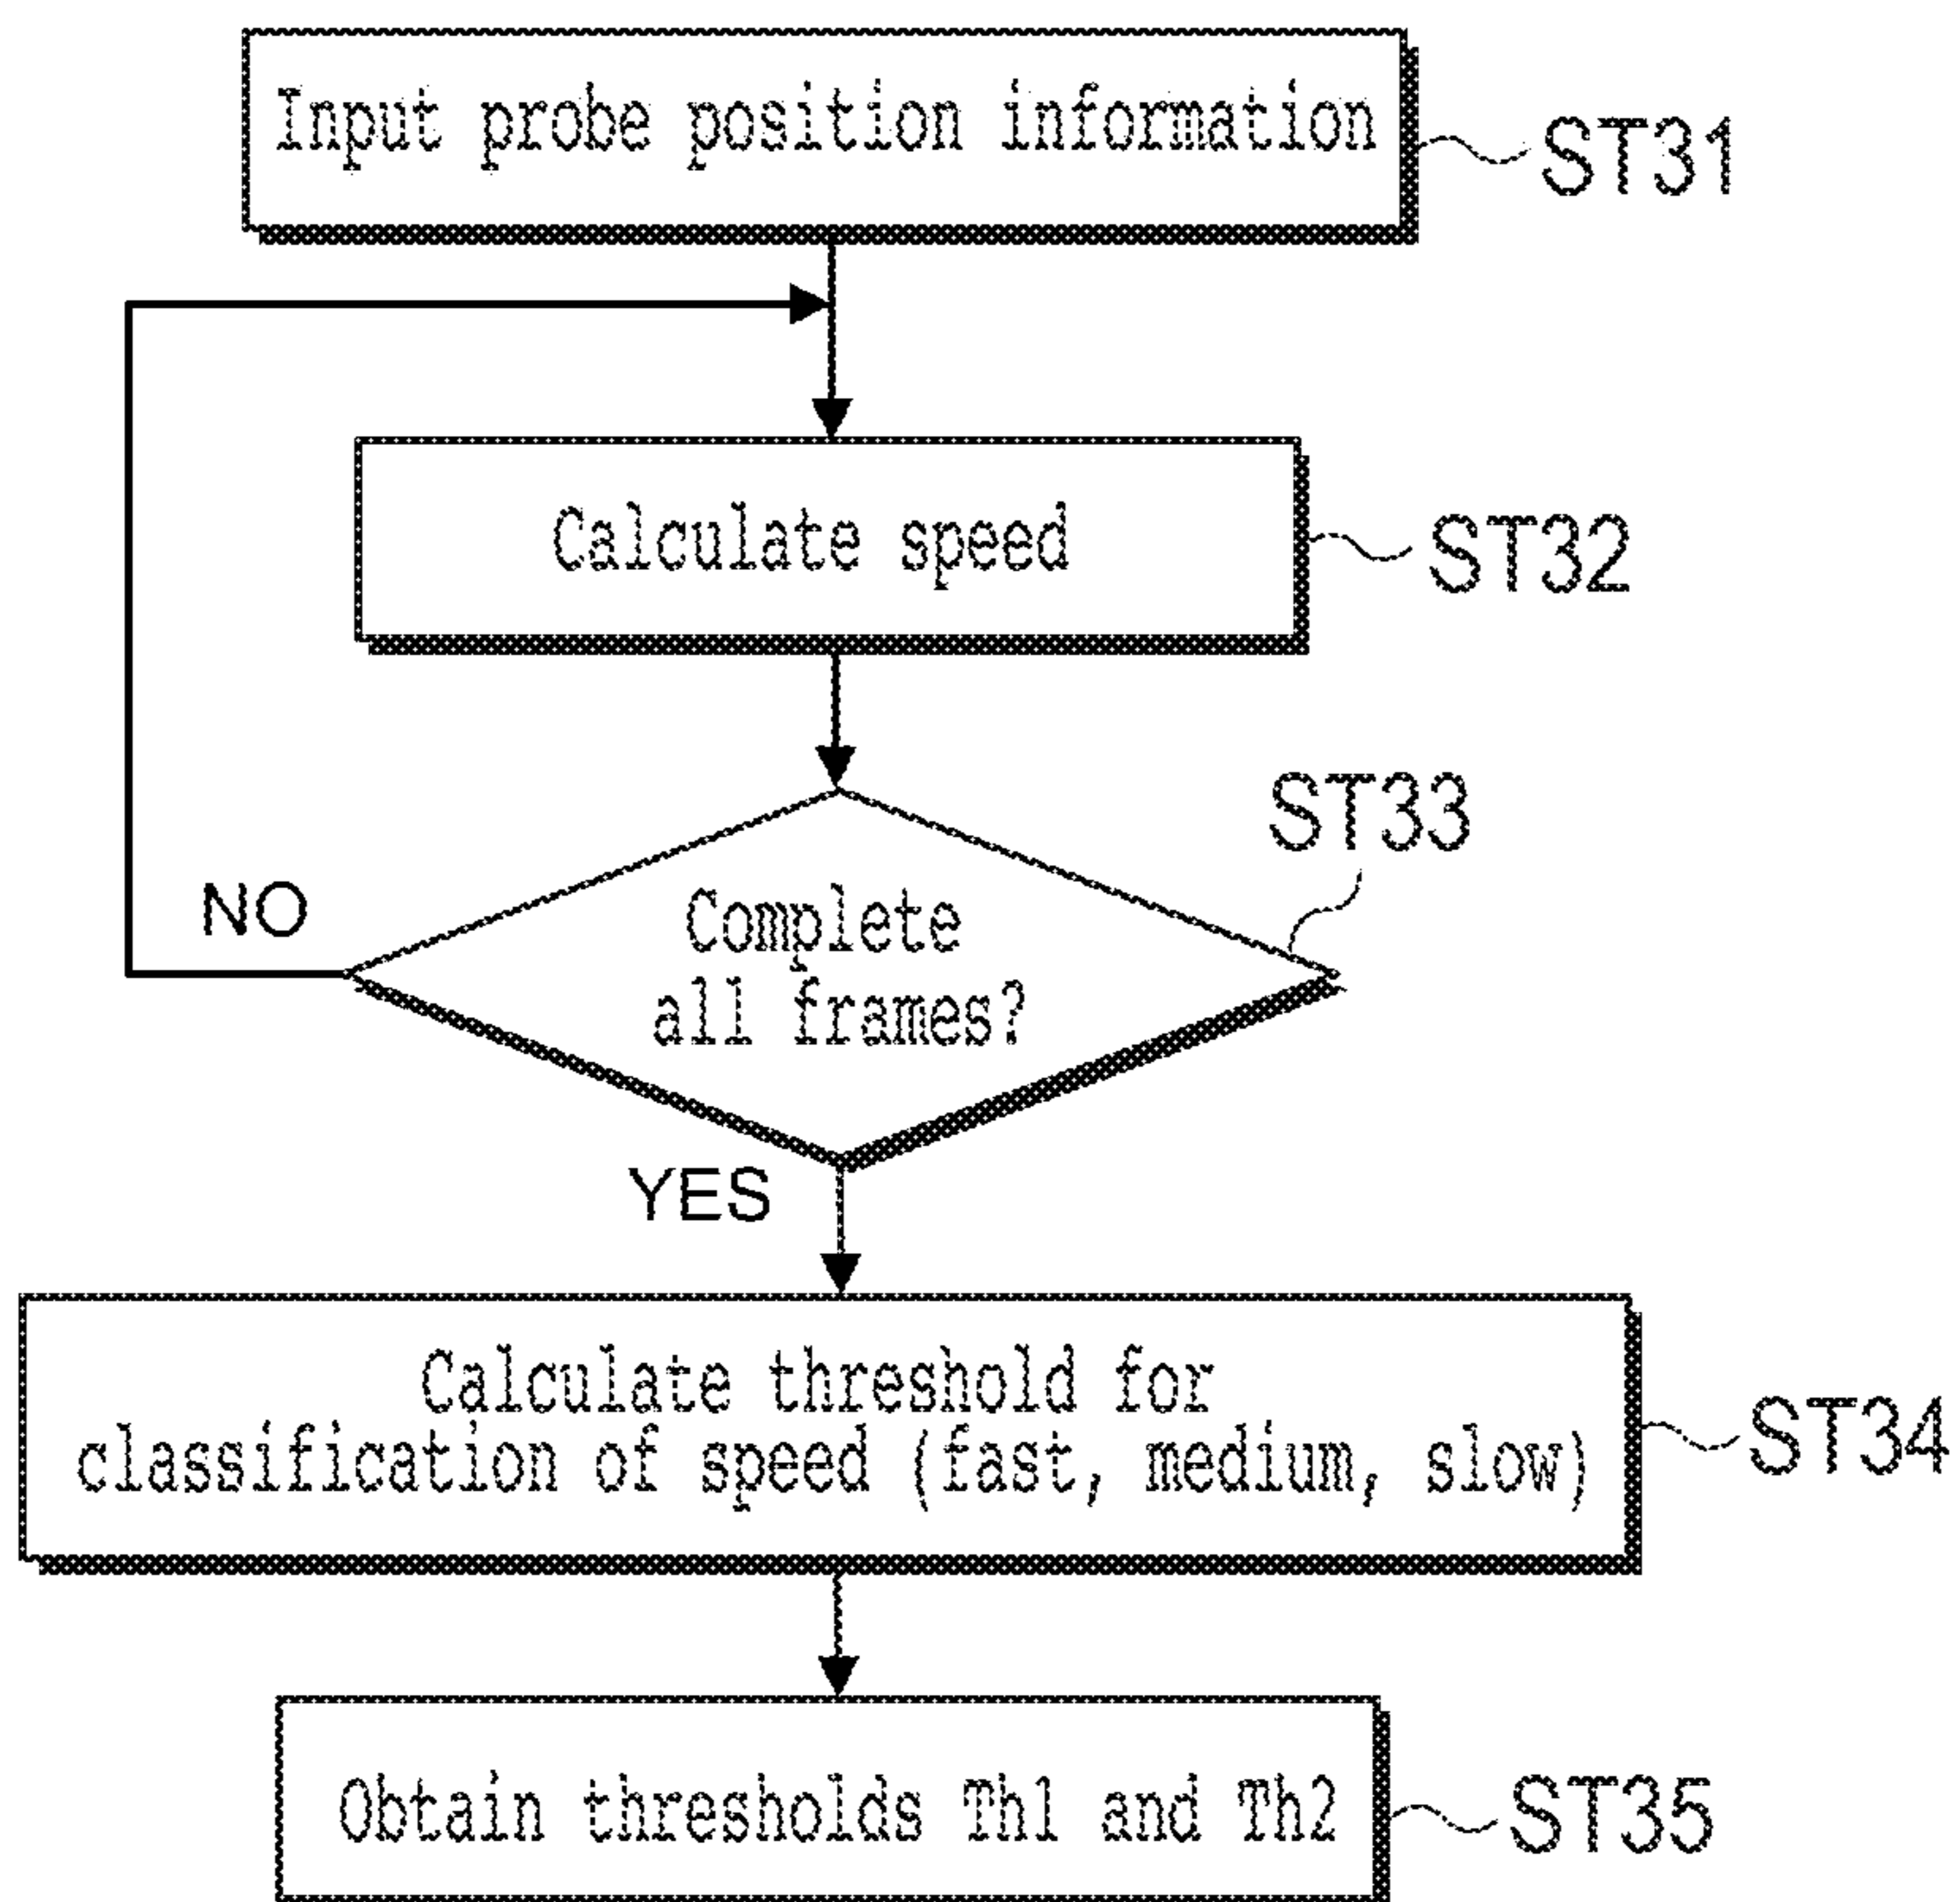 Input probe position information
ST31
Calculate speed
ST32
ST33
Complete
all frames?
NO
YES
Calculate threshold for
classification of speed (fast, medium, slow)
ST34
Obtain thresholds Th1 and Th2
ST35